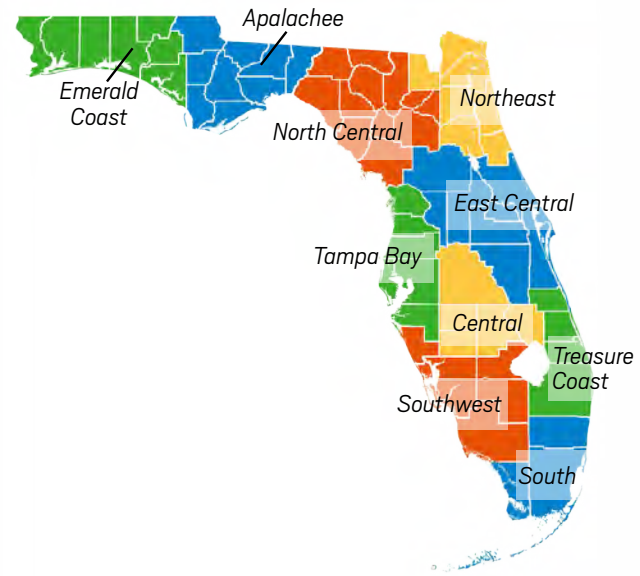 Apalachee
Emerald
Coast
Northeast
North Central
East Central
Tampa Bay
Central
Treasure
Coast
Southwest
South